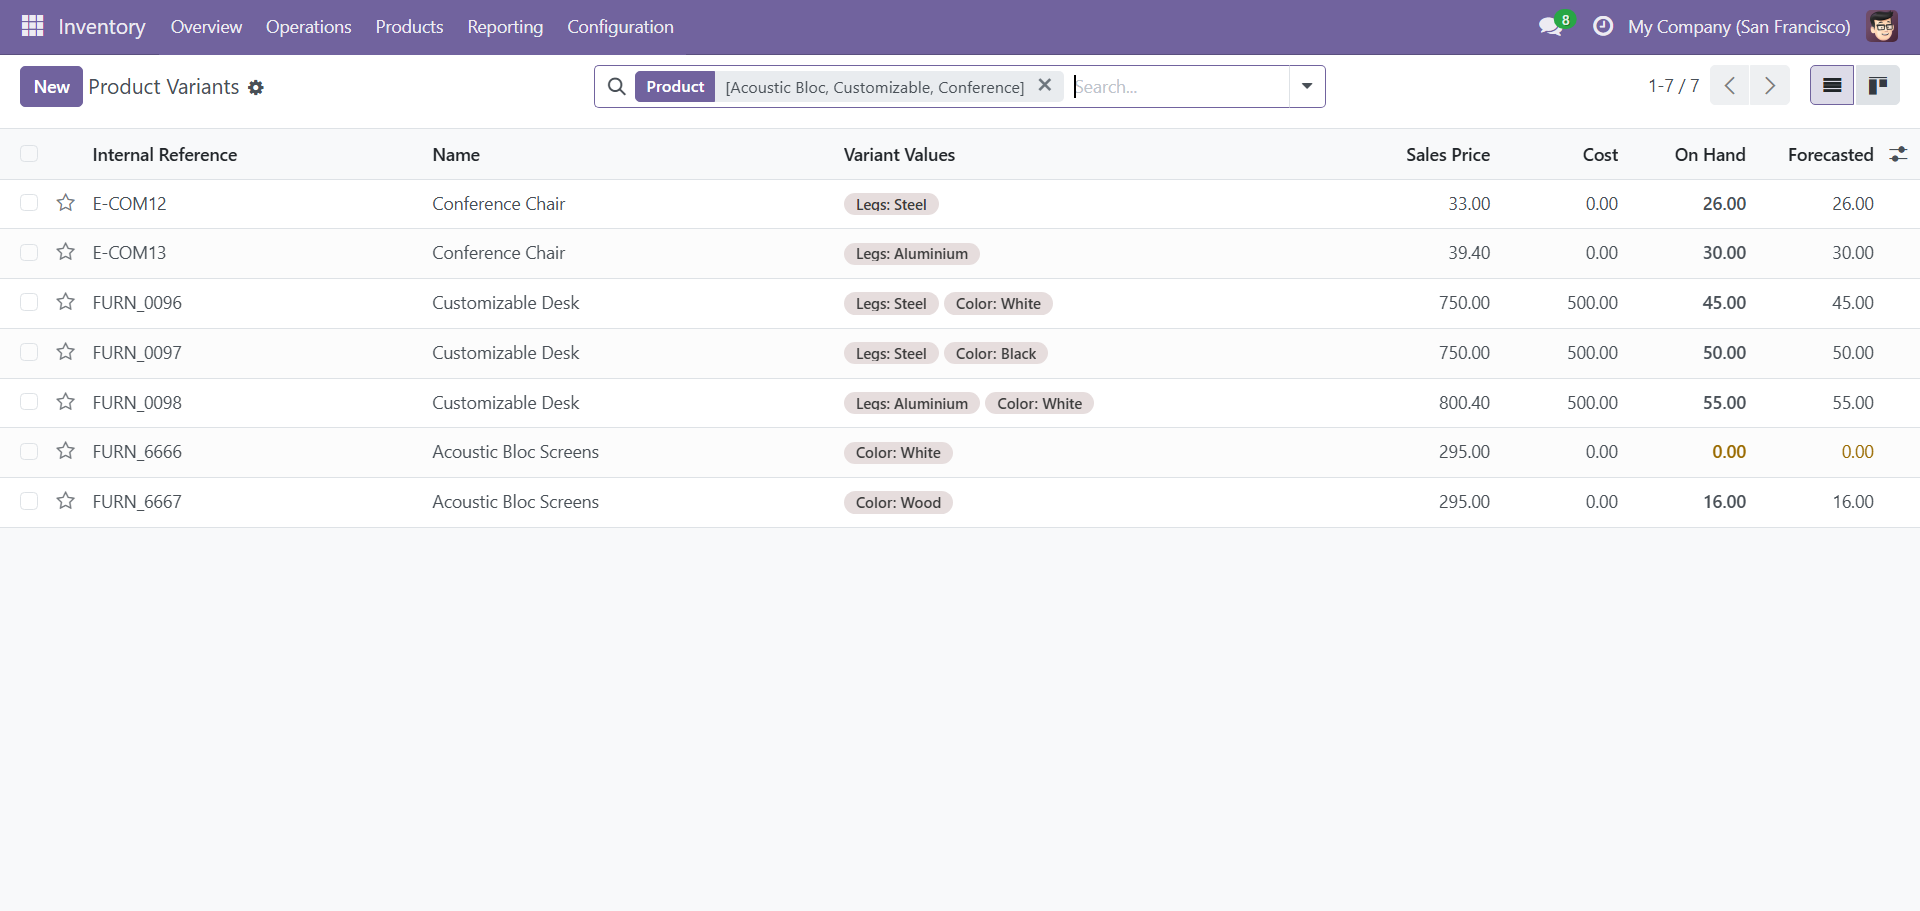 Inventory Overview Operations Products Reporting Configuration 8 My Company (San Francisco)
New Product Variants Product [Acoustic Bloc, Customizable, Conference] Search... 1-7 / 7
Internal Reference Name Variant Values Sales Price Cost On Hand Forecasted
E-COM12 Conference Chair Legs: Steel 33.00 0.00 26.00 26.00
E-COM13 Conference Chair Legs: Aluminium 39.40 0.00 30.00 30.00
FURN_0096 Customizable Desk Legs: Steel Color: White 750.00 500.00 45.00 45.00
FURN_0097 Customizable Desk Legs: Steel Color: Black 750.00 500.00 50.00 50.00
FURN_0098 Customizable Desk Legs: Aluminium Color: White 800.40 500.00 55.00 55.00
FURN_6666 Acoustic Bloc Screens Color: White 295.00 0.00 0.00 0.00
FURN_6667 Acoustic Bloc Screens Color: Wood 295.00 0.00 16.00 16.00